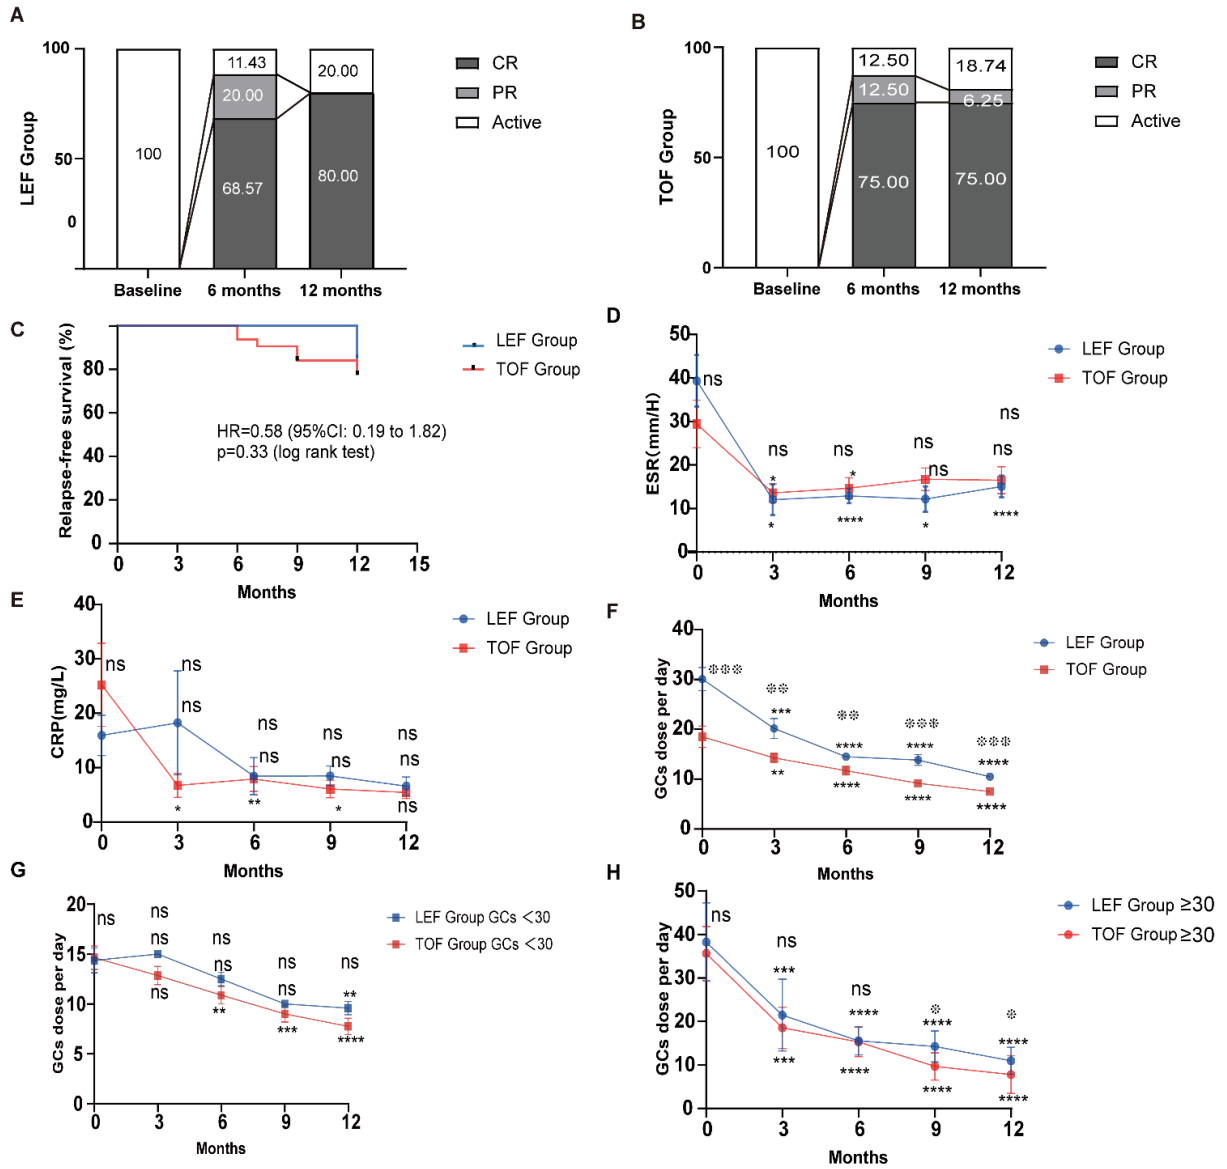 A
100
50
0
LEF Group
100
11.43
20.00
68.57
20.00
80.00
Baseline
6 months
12 months
CR
PR
Active
B
100
50
0
TOF Group
100
12.50
12.50
75.00
18.74
6.25
75.00
Baseline
6 months
12 months
CR
PR
Active
C
Relapse-free survival (%)
80
60
40
20
0
HR=0.58 (95%CI: 0.19 to 1.82)
p=0.33 (log rank test)
0 3 6 9 12 15
Months
LEF Group
TOF Group
D
ESR(mm/H)
50
40
30
20
10
0
ns
ns
*
*
ns
*
****
ns
ns
*
ns
ns
****
0 3 6 9 12
Months
LEF Group
TOF Group
E
CRP(mg/L)
40
30
20
10
0
ns
ns
ns
*
ns
ns
**
ns
ns
*
ns
ns
ns
0 3 6 9 12
Months
LEF Group
TOF Group
F
GCs dose per day
40
30
20
10
0
❊❊❊
❊❊
***
**
❊❊
****
****
❊❊❊
****
****
❊❊❊
****
****
0 3 6 9 12
Months
LEF Group
TOF Group
G
GCs dose per day
20
15
10
5
0
ns
ns
ns
ns
ns
ns
**
ns
ns
***
ns
**
****
0 3 6 9 12
Months
LEF Group GCs <30
TOF Group GCs <30
H
GCs dose per day
50
40
30
20
10
0
ns
ns
***
***
ns
****
****
❊
****
****
❊
****
****
0 3 6 9 12
Months
LEF Group ≥30
TOF Group ≥30